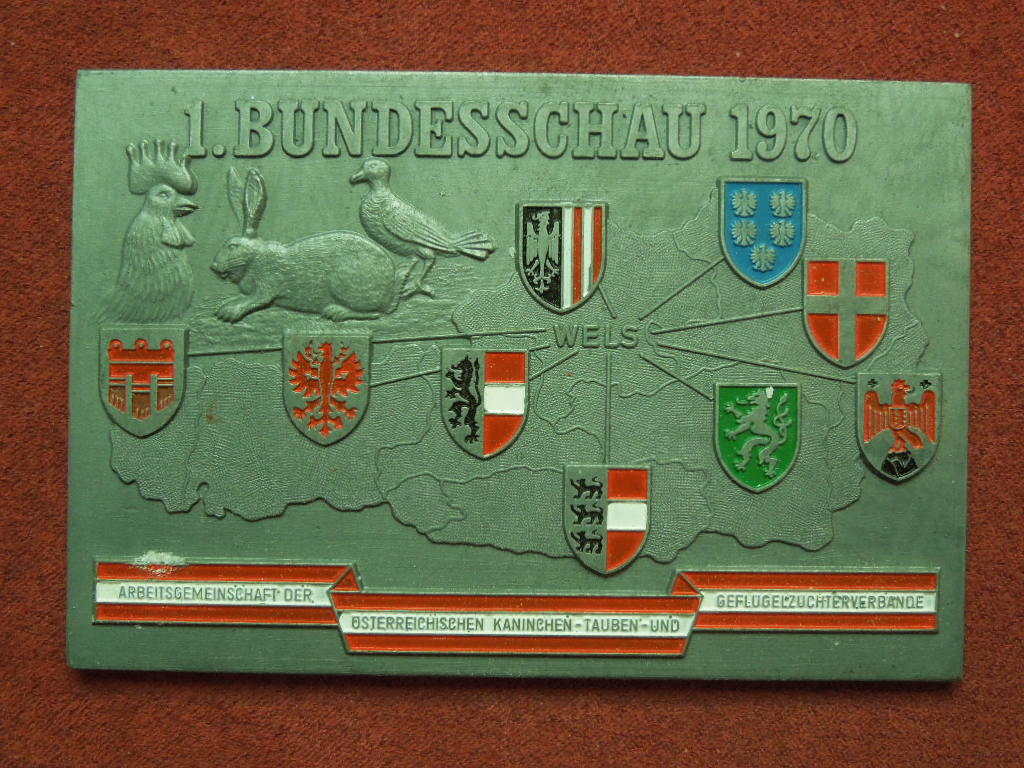 1. BUNDESSCHAU 1970
WELS
ARBEITSGEMEINSCHAFT DER
ÖSTERREICHISCHEN KANINCHEN-TAUBEN-UND
GEFLÜGELZÜCHTERVERBÄNDE